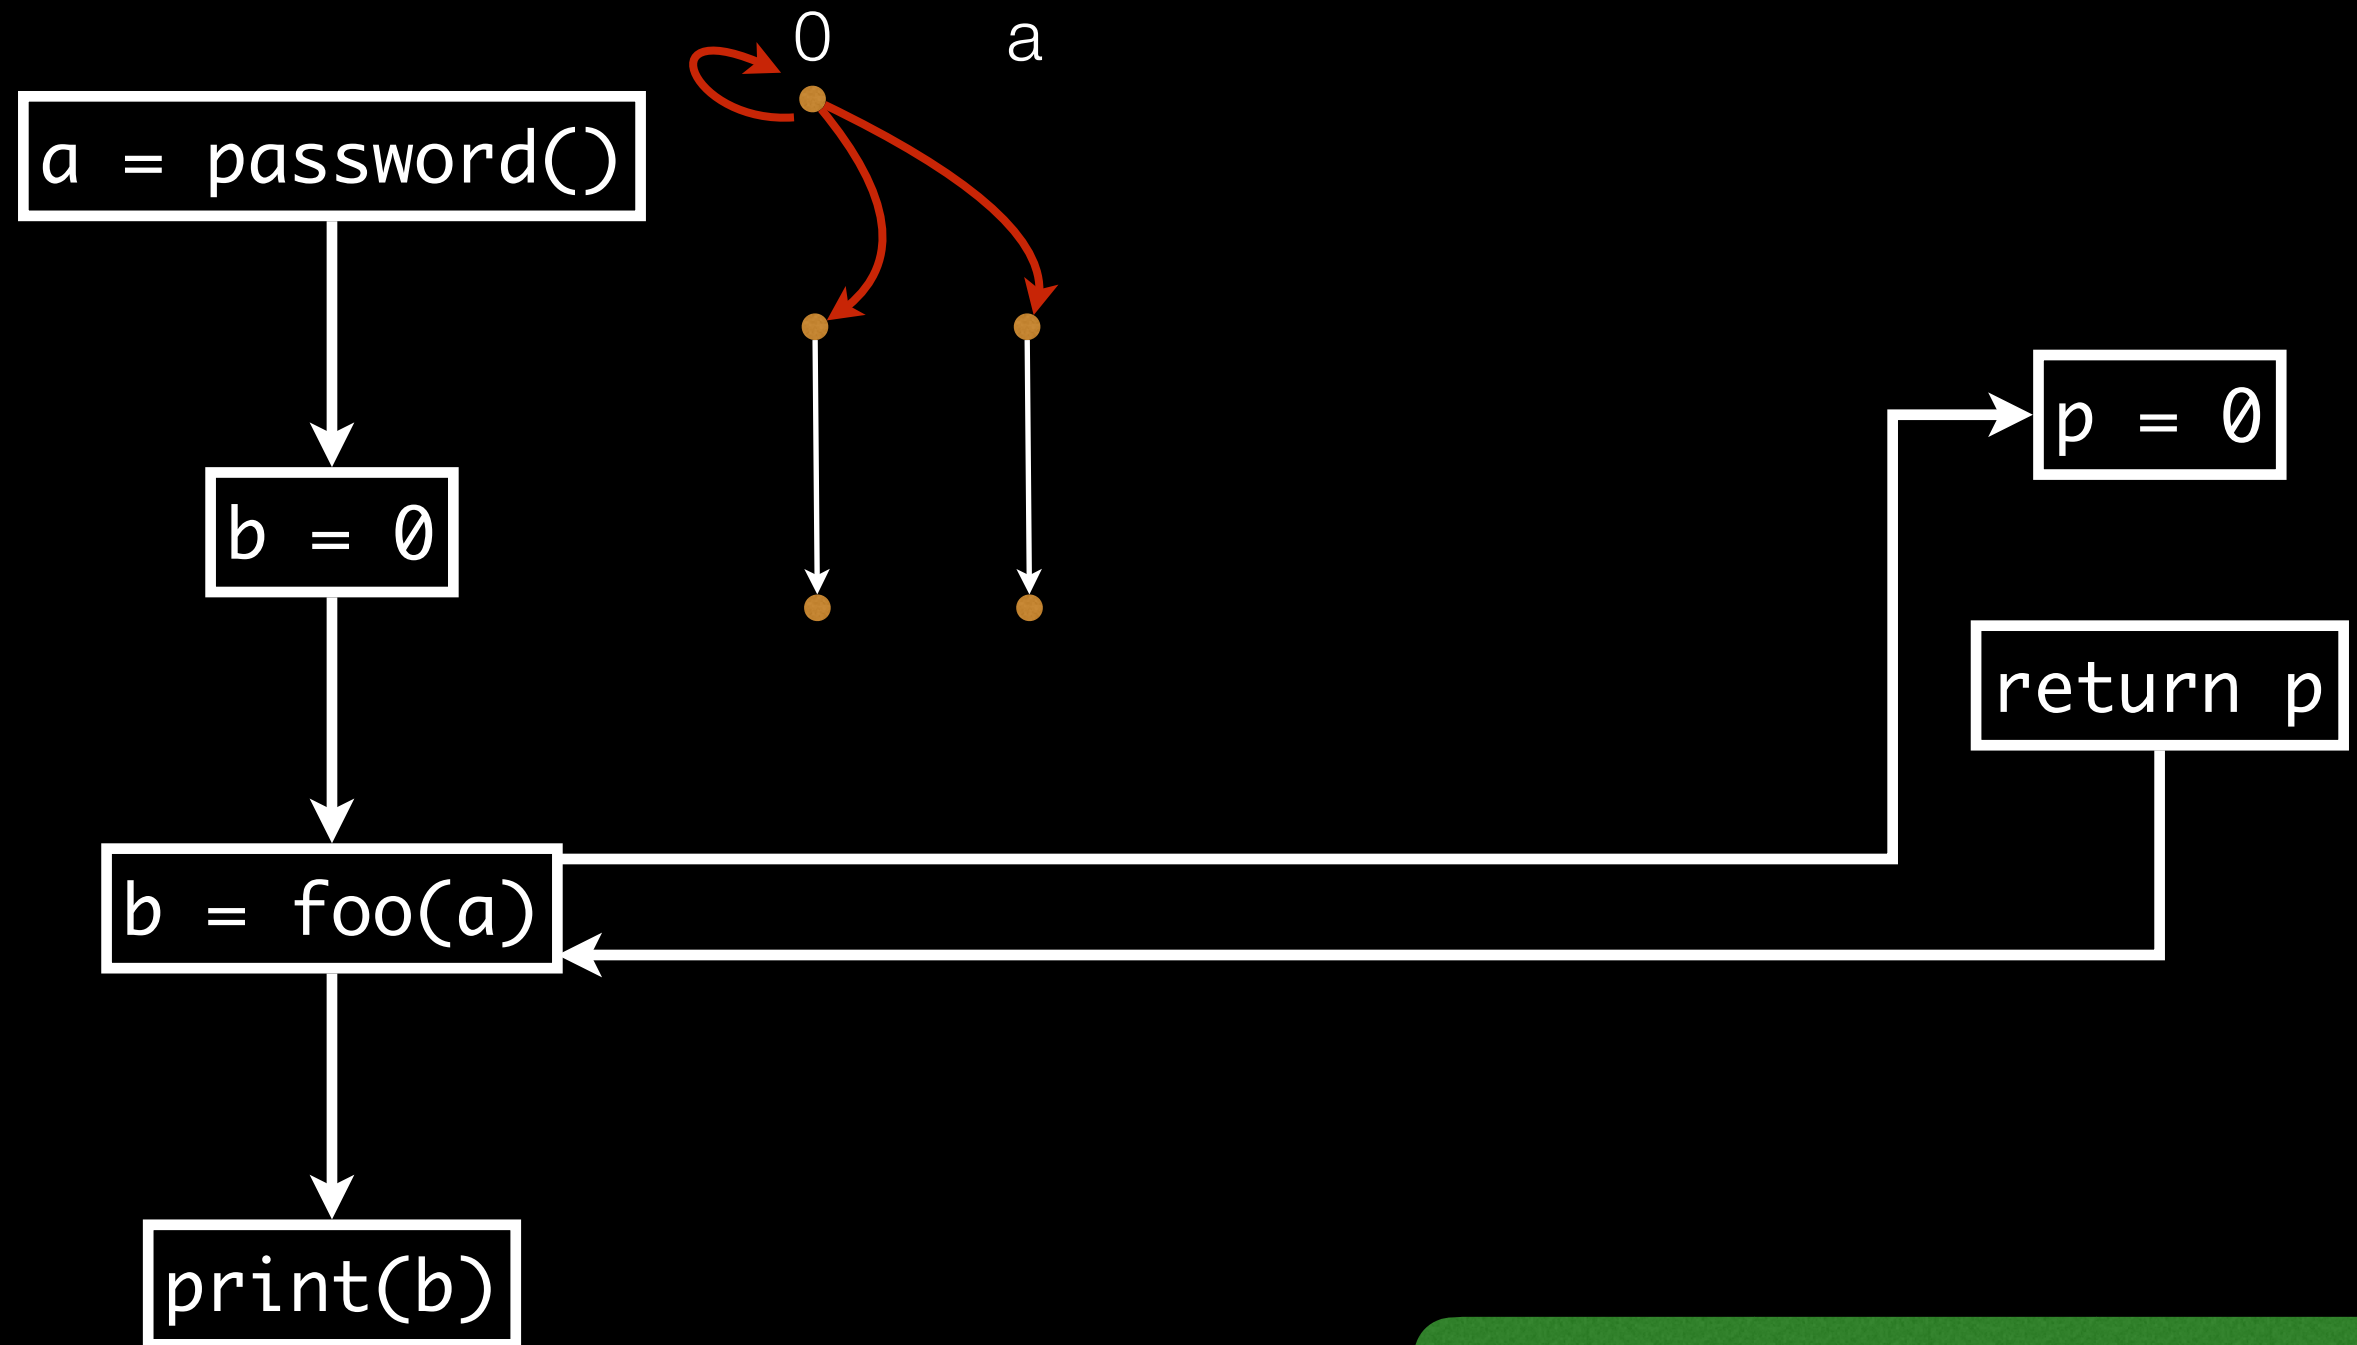 0 a
a = password()
b = 0
p = 0
return p
b = foo(a)
print(b)